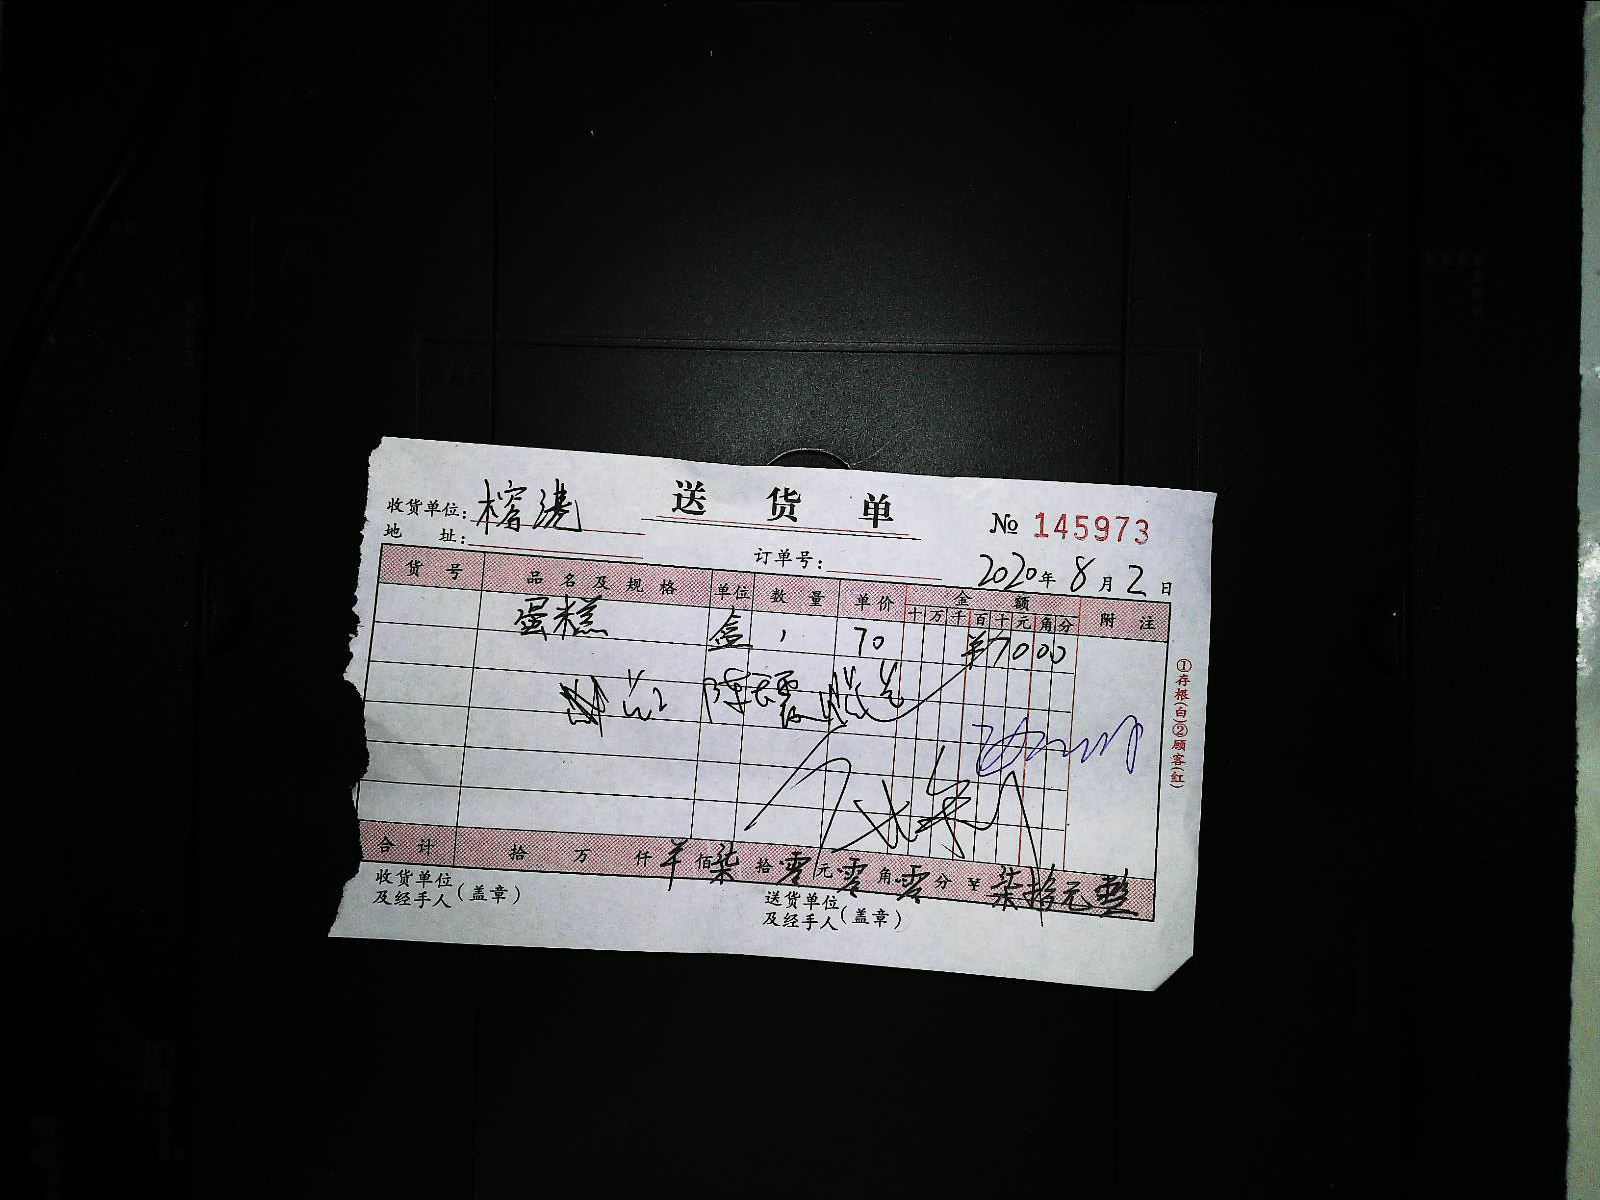 送货单
№ 145973
收货单位:
地 址:
订单号:
2020年8月2日
货号 品名及规格 单位 数量 单价 金额 附注
十万千百十元角分
蛋糕 盒 1 70 ¥7000
合计 拾 万 仟 ¥ 佰 柒 拾 零 元 零 角 零 分 ¥ 柒拾元整
收货单位
及经手人(盖章)
送货单位
及经手人(盖章)
①存根(白)②顾客(红)